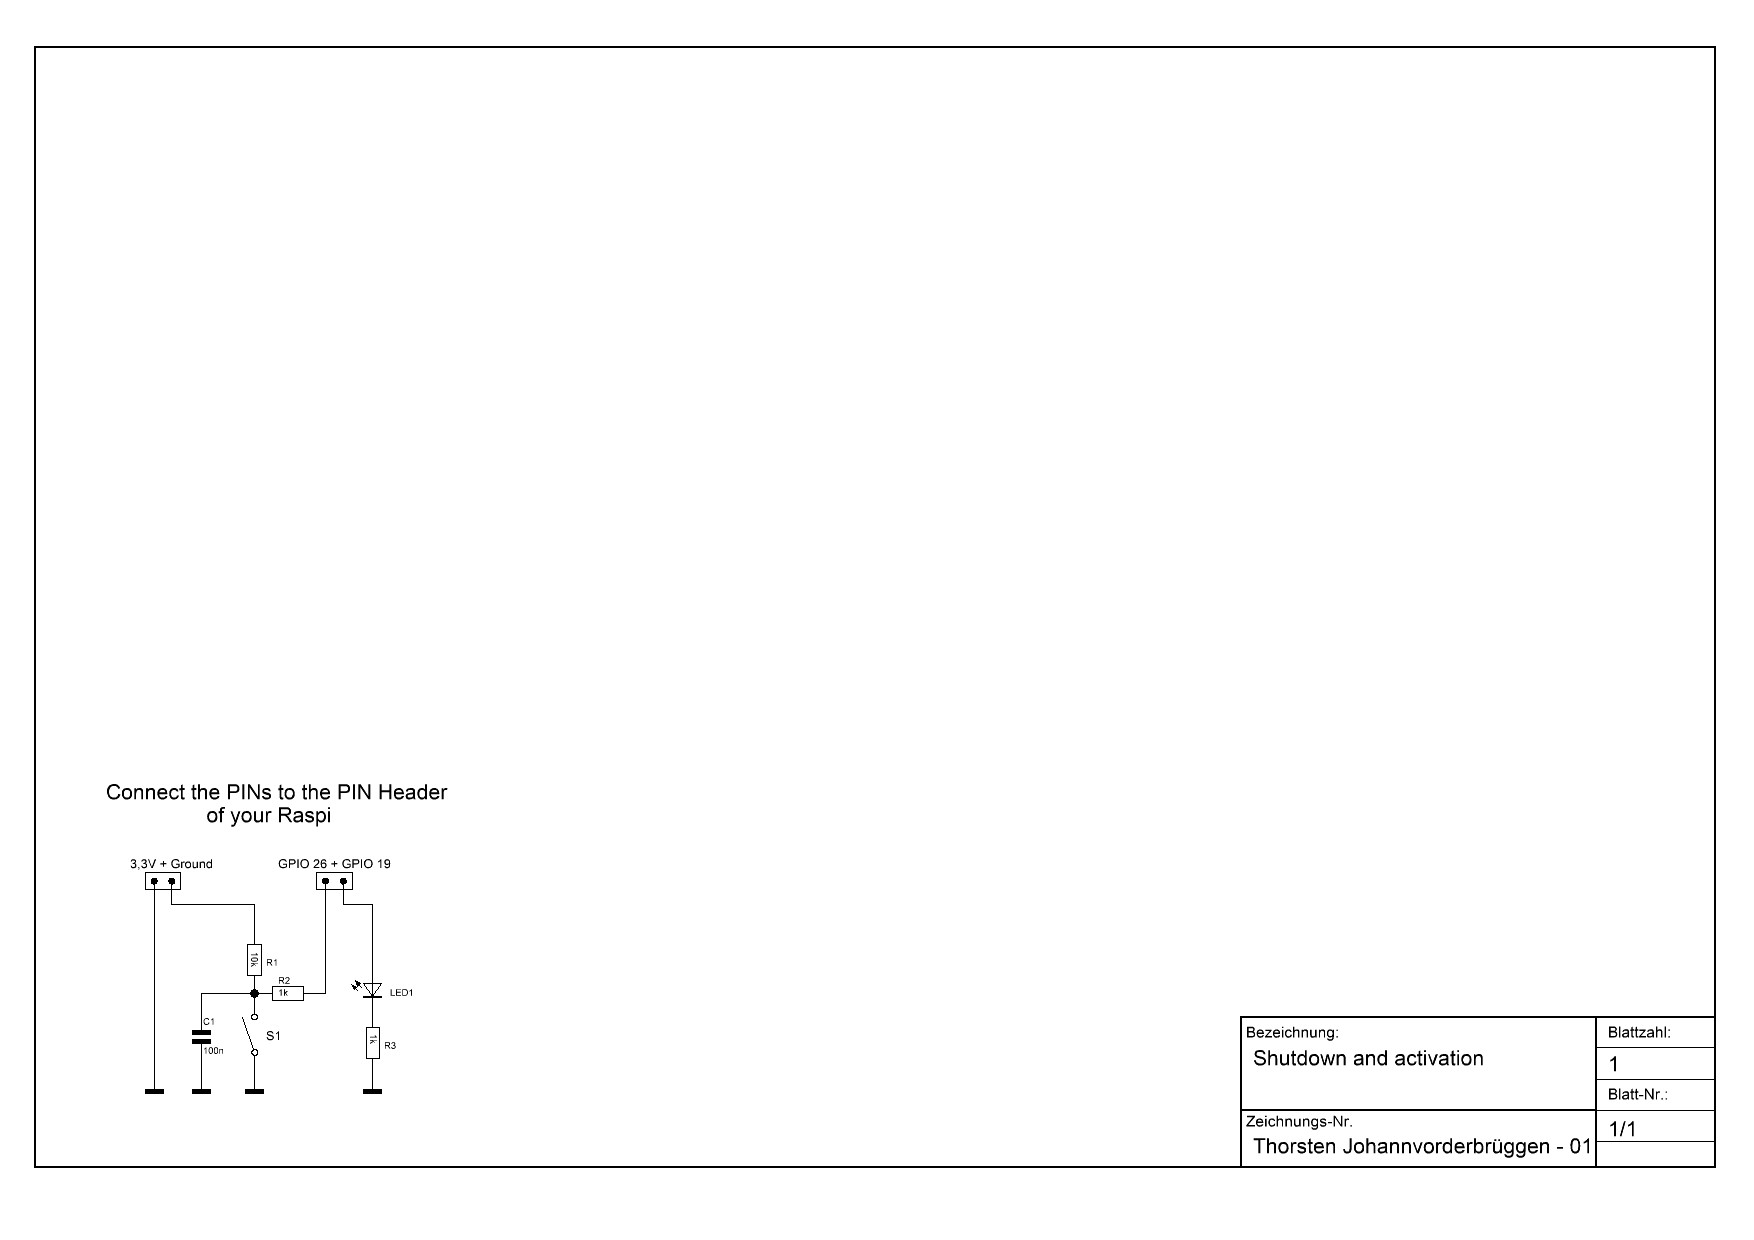 Connect the PINs to the PIN Header
of your Raspi
3,3V + Ground
GPIO 26 + GPIO 19
10k
R1
R2
1k
LED1
C1
100n
S1
1k
R3
Bezeichnung:
Shutdown and activation
Blattzahl:
1
Blatt-Nr.:
1/1
Zeichnungs-Nr.
Thorsten Johannvorderbrüggen - 01